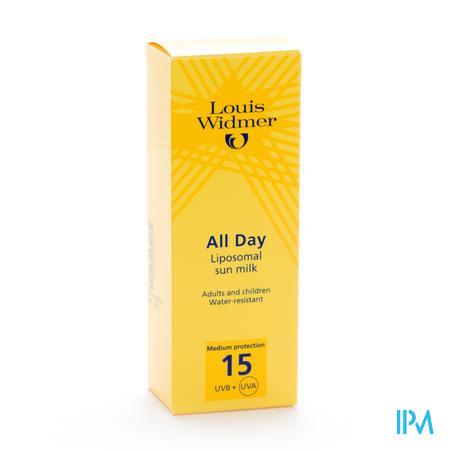 Louis
Widmer
All Day
Liposomal
sun milk
Adults and children
Water-resistant
Medium protection
15
UVB + UVA
IPM